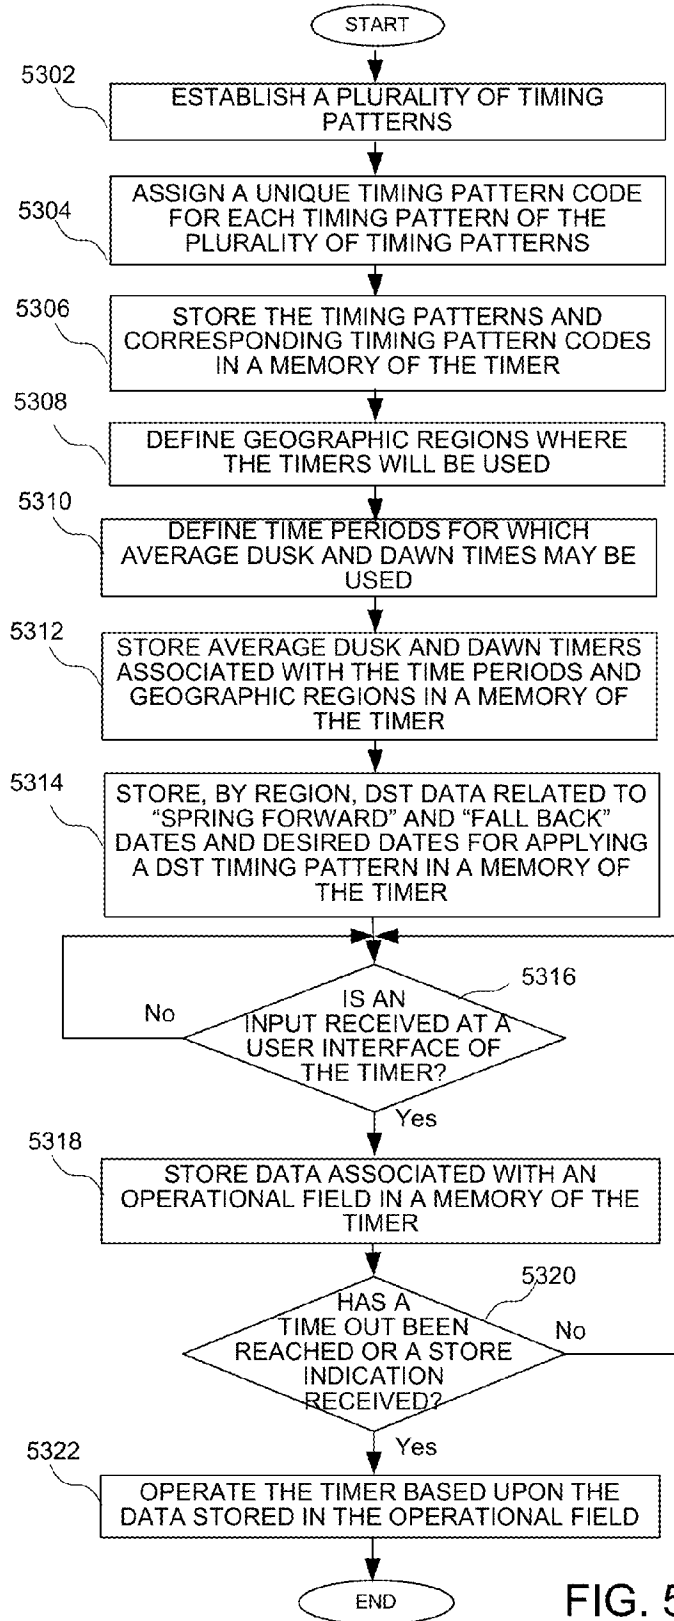 START
5302
ESTABLISH A PLURALITY OF TIMING
PATTERNS
5304
ASSIGN A UNIQUE TIMING PATTERN CODE
FOR EACH TIMING PATTERN OF THE
PLURALITY OF TIMING PATTERNS
5306
STORE THE TIMING PATTERNS AND
CORRESPONDING TIMING PATTERN CODES
IN A MEMORY OF THE TIMER
5308
DEFINE GEOGRAPHIC REGIONS WHERE
THE TIMERS WILL BE USED
5310
DEFINE TIME PERIODS FOR WHICH
AVERAGE DUSK AND DAWN TIMES MAY BE
USED
5312
STORE AVERAGE DUSK AND DAWN TIMERS
ASSOCIATED WITH THE TIME PERIODS AND
GEOGRAPHIC REGIONS IN A MEMORY OF
THE TIMER
5314
STORE, BY REGION, DST DATA RELATED TO
“SPRING FORWARD” AND “FALL BACK”
DATES AND DESIRED DATES FOR APPLYING
A DST TIMING PATTERN IN A MEMORY OF
THE TIMER
5316
IS AN
INPUT RECEIVED AT A
USER INTERFACE OF
THE TIMER?
No
Yes
5318
STORE DATA ASSOCIATED WITH AN
OPERATIONAL FIELD IN A MEMORY OF THE
TIMER
5320
HAS A
TIME OUT BEEN
REACHED OR A STORE
INDICATION
RECEIVED?
No
Yes
5322
OPERATE THE TIMER BASED UPON THE
DATA STORED IN THE OPERATIONAL FIELD
END
FIG. 5